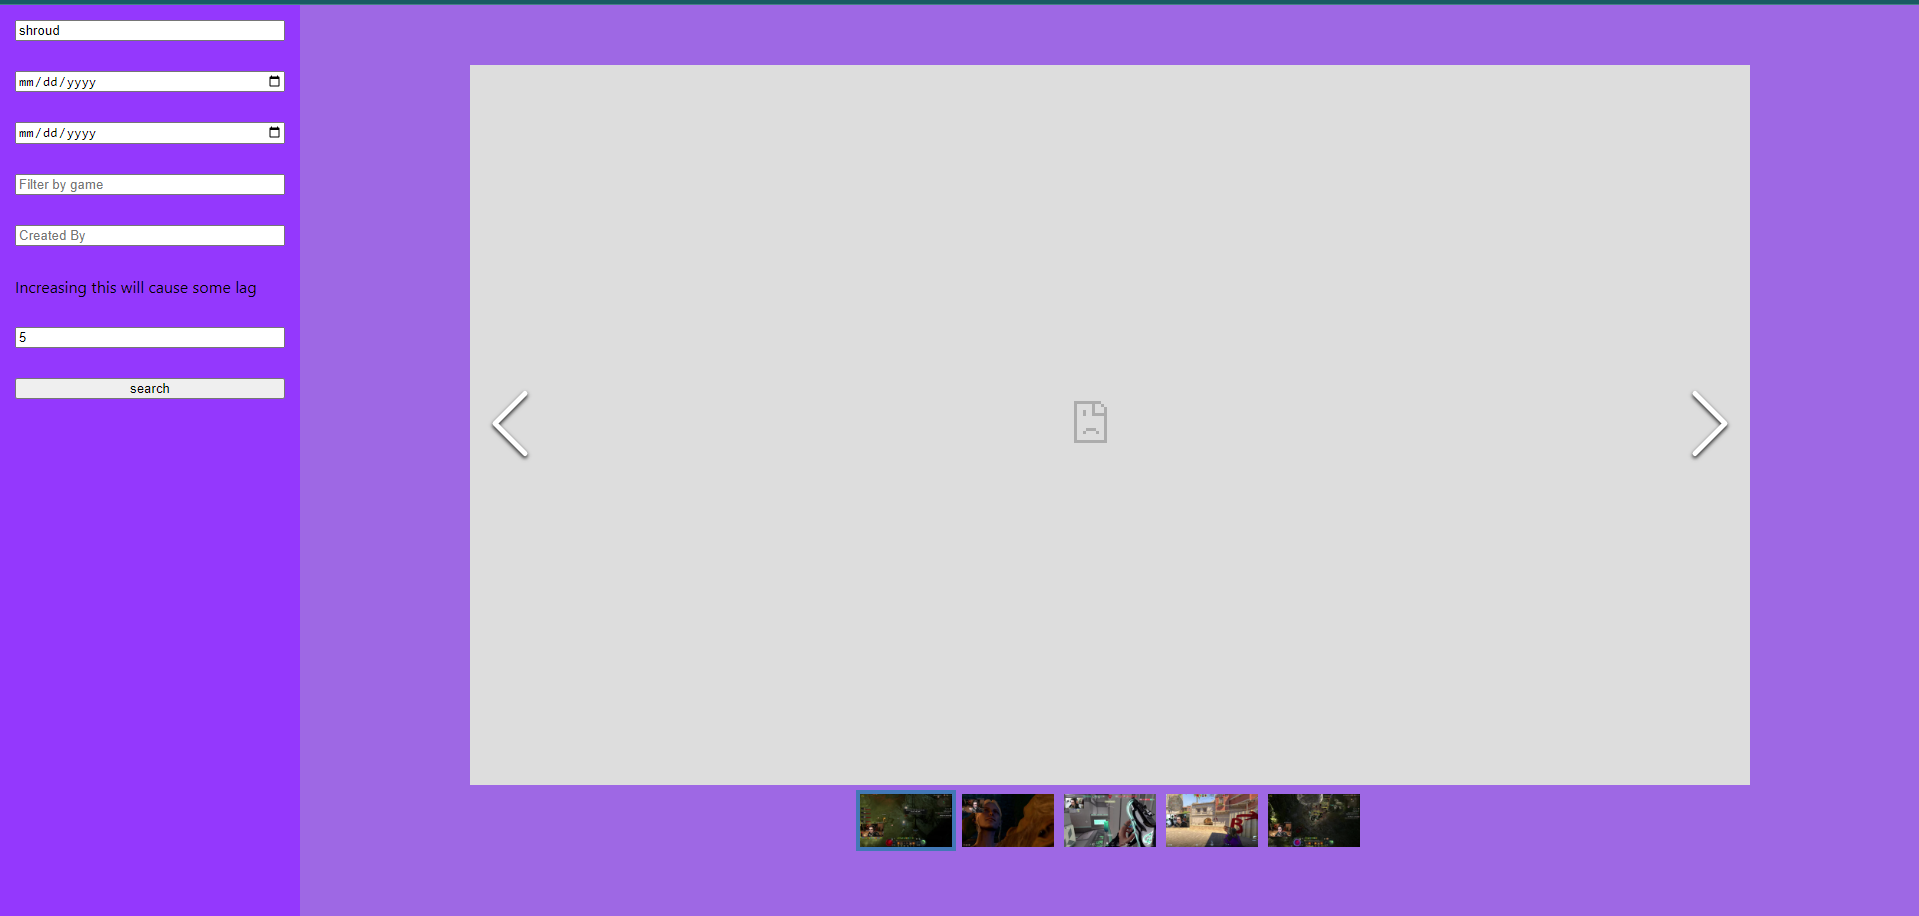 shroud
mm/dd/yyyy
mm/dd/yyyy
Filter by game
Created By
Increasing this will cause some lag
5
search